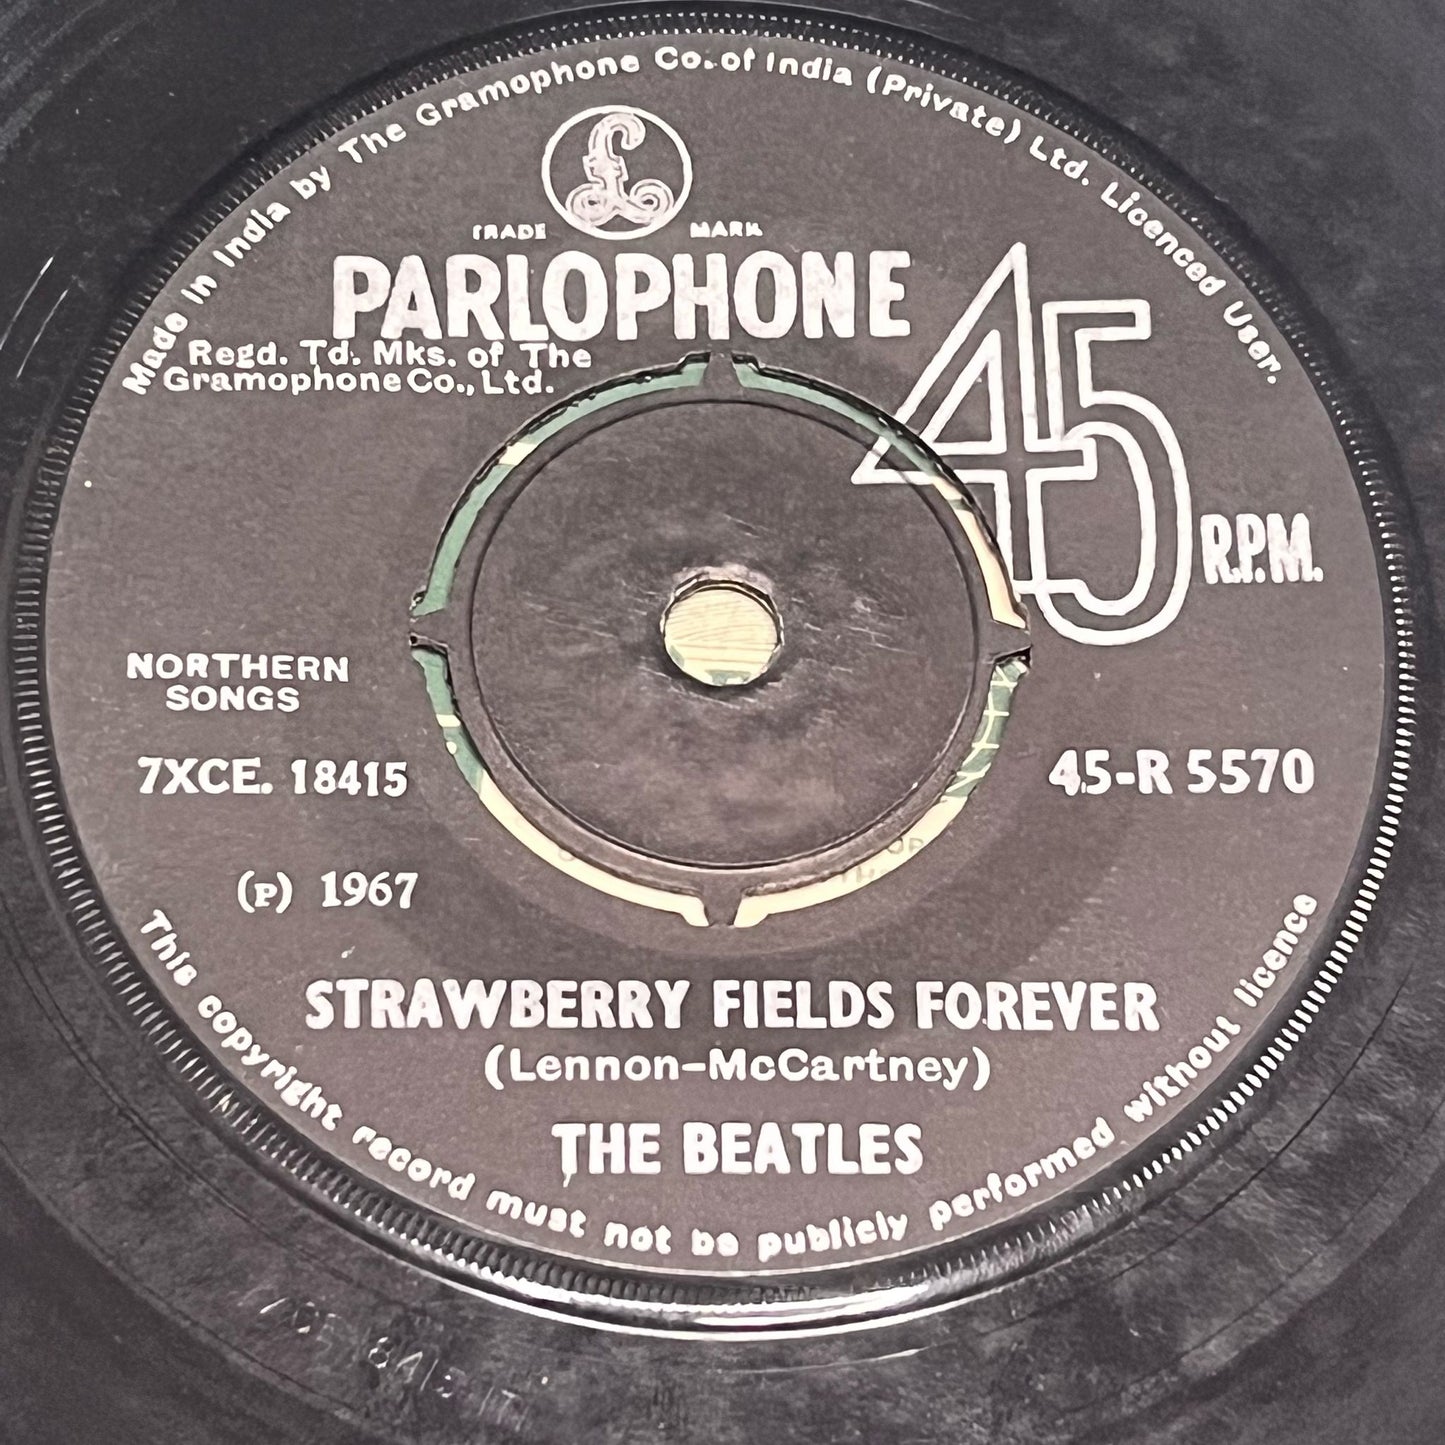 Made in India by The Gramophone Co. of India (Private) Ltd. Licenced User.
£
TRADE MARK
PARLOPHONE
Regd. Td. Mks. of The
Gramophone Co., Ltd.
45
R.P.M.
NORTHERN
SONGS
7XCE. 18415
45-R 5570
(P) 1967
STRAWBERRY FIELDS FOREVER
(Lennon-McCartney)
THE BEATLES
This copyright record must not be publicly performed without licence